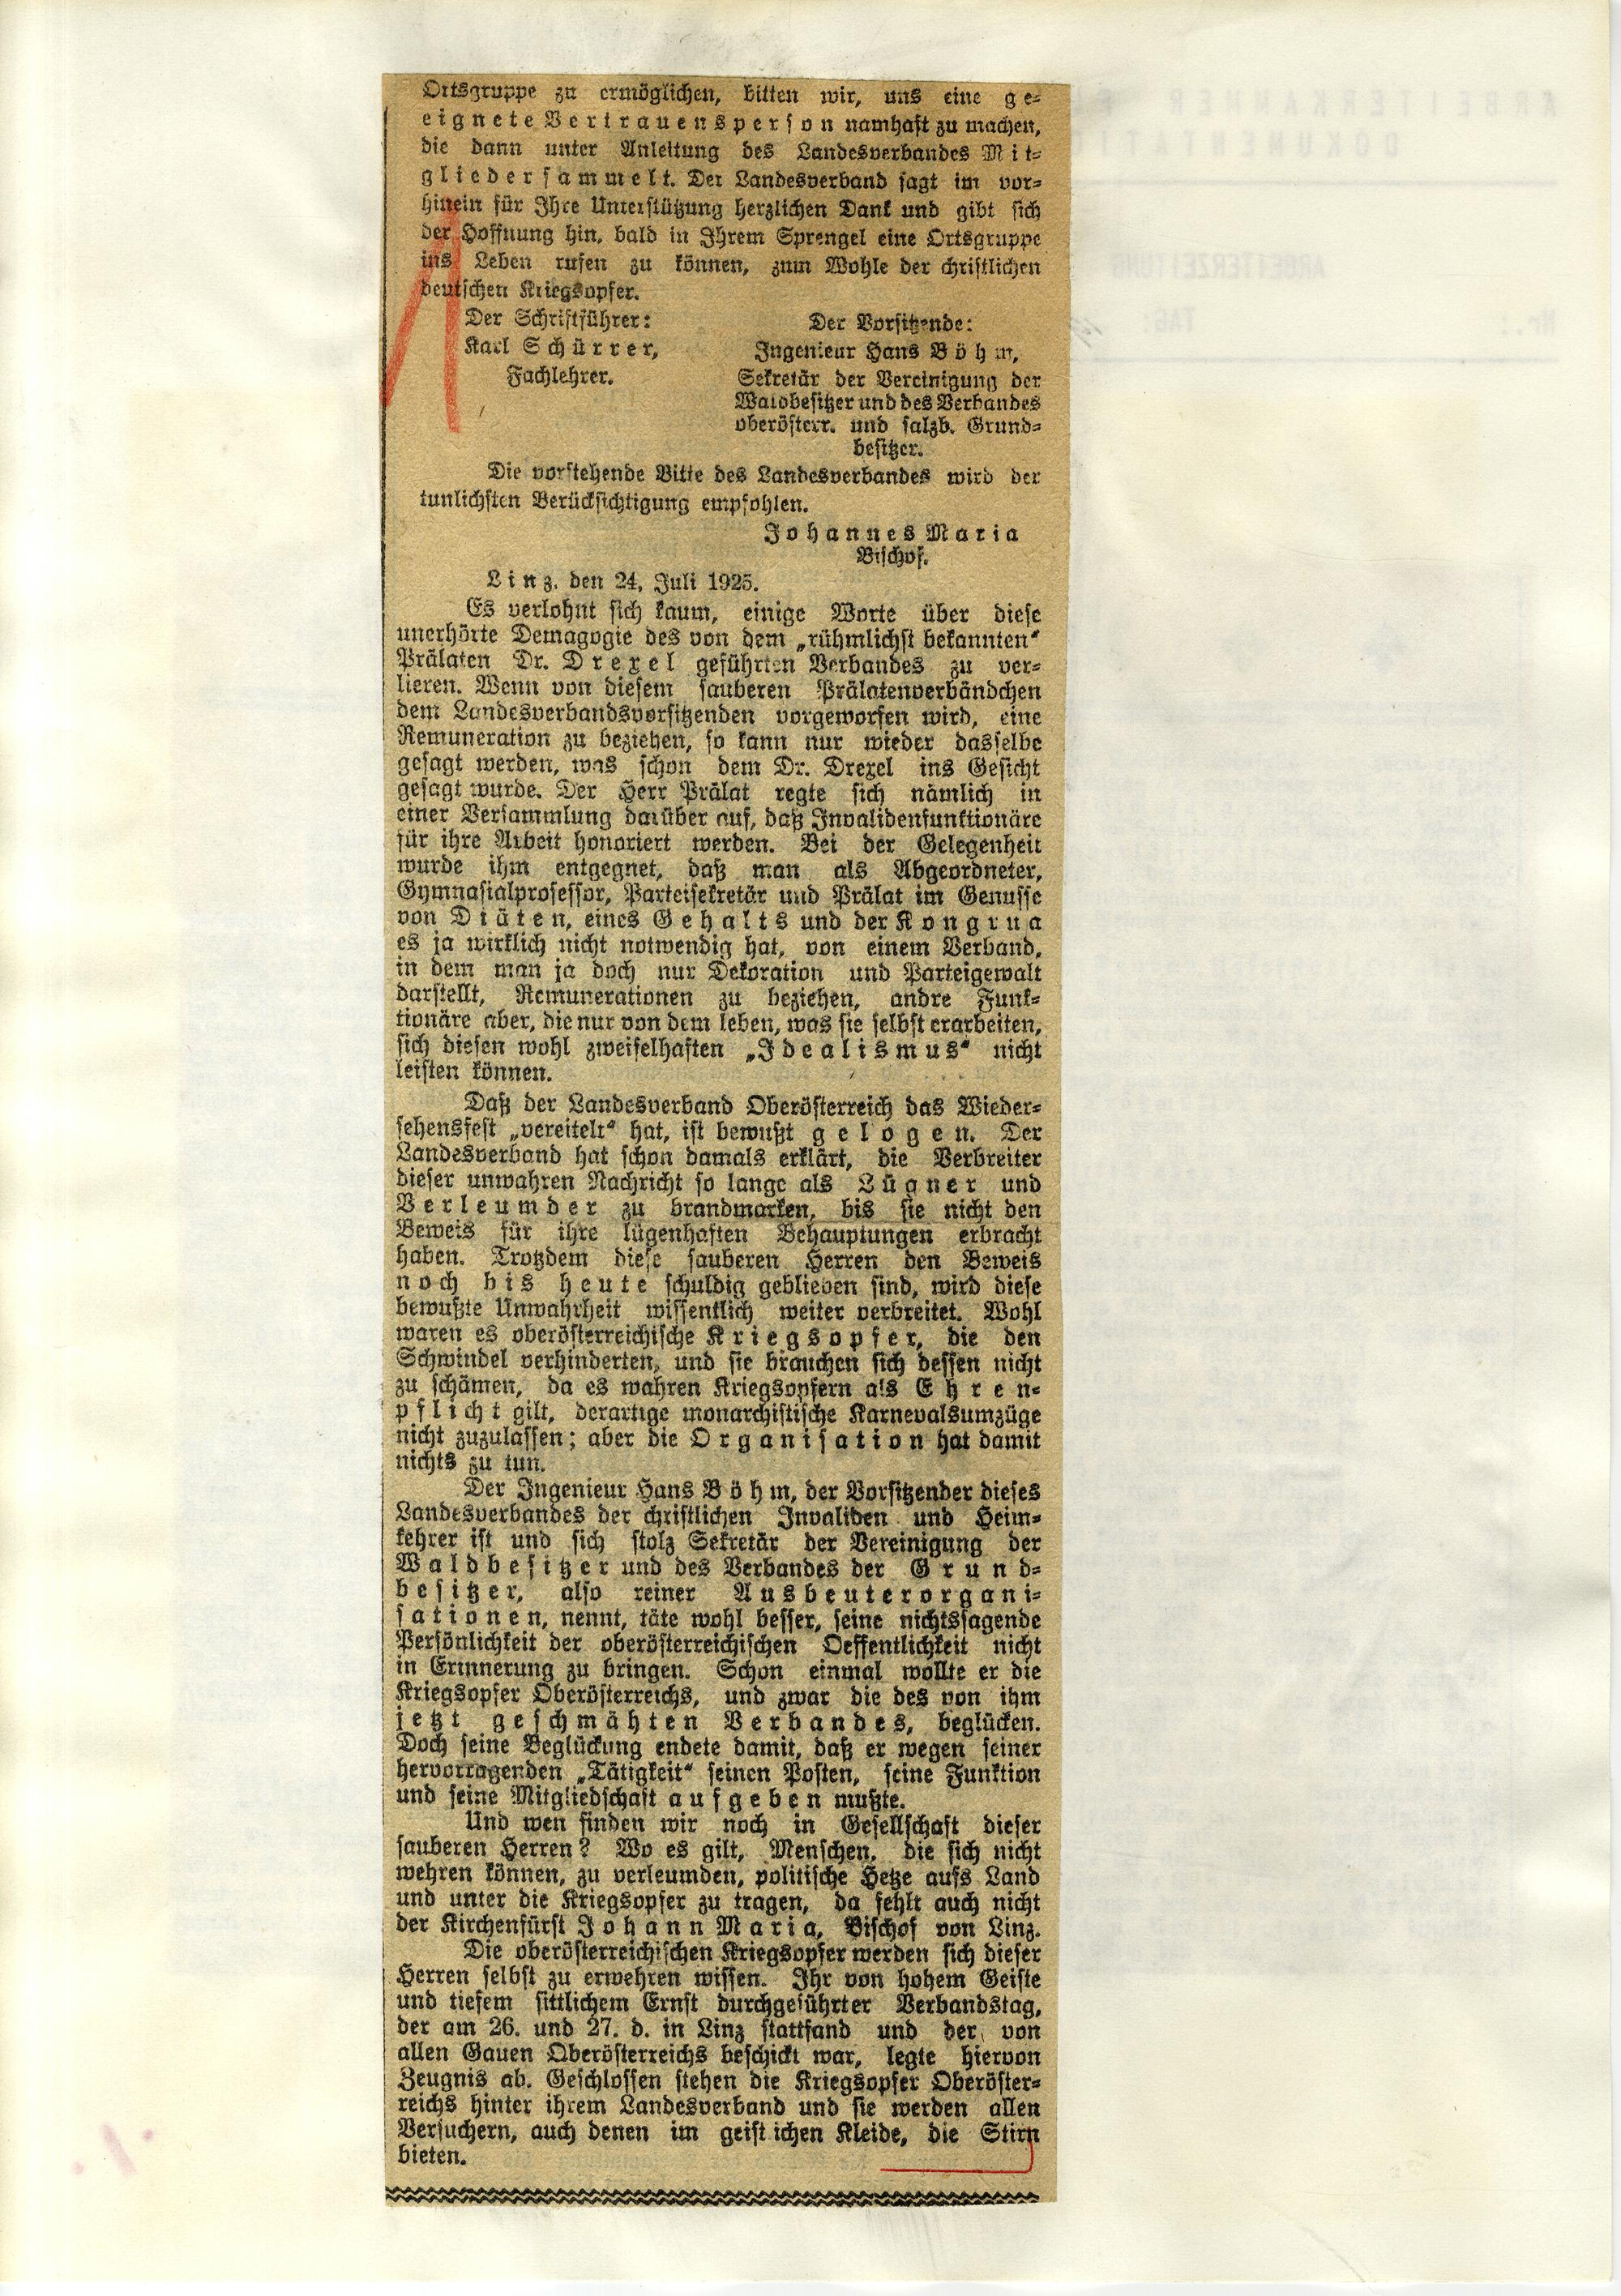 Ortsgruppe zu ermöglichen, bitten wir, uns eine ge-
eignete Vertrauensperson namhaft zu machen,
die dann unter Anleitung des Landesverbandes Mit-
glieder sammelt. Der Landesverband sagt im vor-
hinein für Ihre Unterstützung herzlichen Dank und gibt sich
der Hoffnung hin, bald in Ihrem Sprengel eine Ortsgruppe
ins Leben rufen zu können, zum Wohle der christlichen
deutschen Kriegsopfer.
Der Schriftführer:
Karl Schürrer,
Fachlehrer.
Der Vorsitzende:
Ingenieur Hans Böhm,
Sekretär der Vereinigung der
Waldbesitzer und des Verbandes
oberösterr. und salzb. Grund-
besitzer.
Die vorstehende Bitte des Landesverbandes wird der
tunlichsten Berücksichtigung empfohlen.
Johannes Maria
Bischof.
Linz, den 24. Juli 1925.
Es verlohnt sich kaum, einige Worte über diese
unerhörte Demagogie des von dem „rühmlichst bekannten“
Prälaten Dr. Drexel geführten Verbandes zu ver-
lieren. Wenn von diesem sauberen Prälatenverbändchen
dem Landesverbandsvorsitzenden vorgeworfen wird, eine
Remuneration zu beziehen, so kann nur wieder dasselbe
gesagt werden, was schon dem Dr. Drexel ins Gesicht
gesagt wurde. Der Herr Prälat regte sich nämlich in
einer Versammlung darüber auf, daß Invalidenfunktionäre
für ihre Arbeit honoriert werden. Bei der Gelegenheit
wurde ihm entgegnet, daß man als Abgeordneter,
Gymnasialprofessor, Parteisekretär und Prälat im Genusse
von Diäten, eines Gehalts und der Kongrua
es ja wirklich nicht notwendig hat, von einem Verband,
in dem man ja doch nur Dekoration und Parteigewalt
darstellt, Remunerationen zu beziehen, andre Funk-
tionäre aber, die nur von dem leben, was sie selbst erarbeiten,
sich diesen wohl zweifelhaften „Idealismus“ nicht
leisten können.
Daß der Landesverband Oberösterreich das Wieder-
sehensfest „vereitelt“ hat, ist bewußt gelogen. Der
Landesverband hat schon damals erklärt, die Verbreiter
dieser unwahren Nachricht so lange als Lügner und
Verleumder zu brandmarken, bis sie nicht den
Beweis für ihre lügenhaften Behauptungen erbracht
haben. Trotzdem diese sauberen Herren den Beweis
noch bis heute schuldig geblieben sind, wird diese
bewußte Unwahrheit wissentlich weiter verbreitet. Wohl
waren es oberösterreichische Kriegsopfer, die den
Schwindel verhinderten, und sie brauchen sich dessen nicht
zu schämen, da es wahren Kriegsopfern als Ehren-
pflicht gilt, derartige monarchistische Karnevalsumzüge
nicht zuzulassen; aber die Organisation hat damit
nichts zu tun.
Der Ingenieur Hans Böhm, der Vorsitzender dieses
Landesverbandes der christlichen Invaliden und Heim-
kehrer ist und sich stolz Sekretär der Vereinigung der
Waldbesitzer und des Verbandes der Grund-
besitzer, also reiner Ausbeuterorgani-
sationen, nennt, täte wohl besser, seine nichtssagende
Persönlichkeit der oberösterreichischen Oeffentlichkeit nicht
in Erinnerung zu bringen. Schon einmal wollte er die
Kriegsopfer Oberösterreichs, und zwar die des von ihm
jetzt geschmähten Verbandes, beglücken.
Doch seine Beglückung endete damit, daß er wegen seiner
hervorragenden „Tätigkeit“ seinen Posten, seine Funktion
und seine Mitgliedschaft aufgeben mußte.
Und wen finden wir noch in Gesellschaft dieser
sauberen Herren? Wo es gilt, Menschen, die sich nicht
wehren können, zu verleumden, politische Hetze aufs Land
und unter die Kriegsopfer zu tragen, da fehlt auch nicht
der Kirchenfürst Johann Maria, Bischof von Linz.
Die oberösterreichischen Kriegsopfer werden sich dieser
Herren selbst zu erwehren wissen. Ihr von hohem Geiste
und tiefem sittlichem Ernst durchgeführter Verbandstag,
der am 26. und 27. d. in Linz stattfand und der von
allen Gauen Oberösterreichs beschickt war, legte hiervon
Zeugnis ab. Geschlossen stehen die Kriegsopfer Oberöster-
reichs hinter ihrem Landesverband und sie werden allen
Versuchern, auch denen im geistlichen Kleide, die Stirn
bieten.